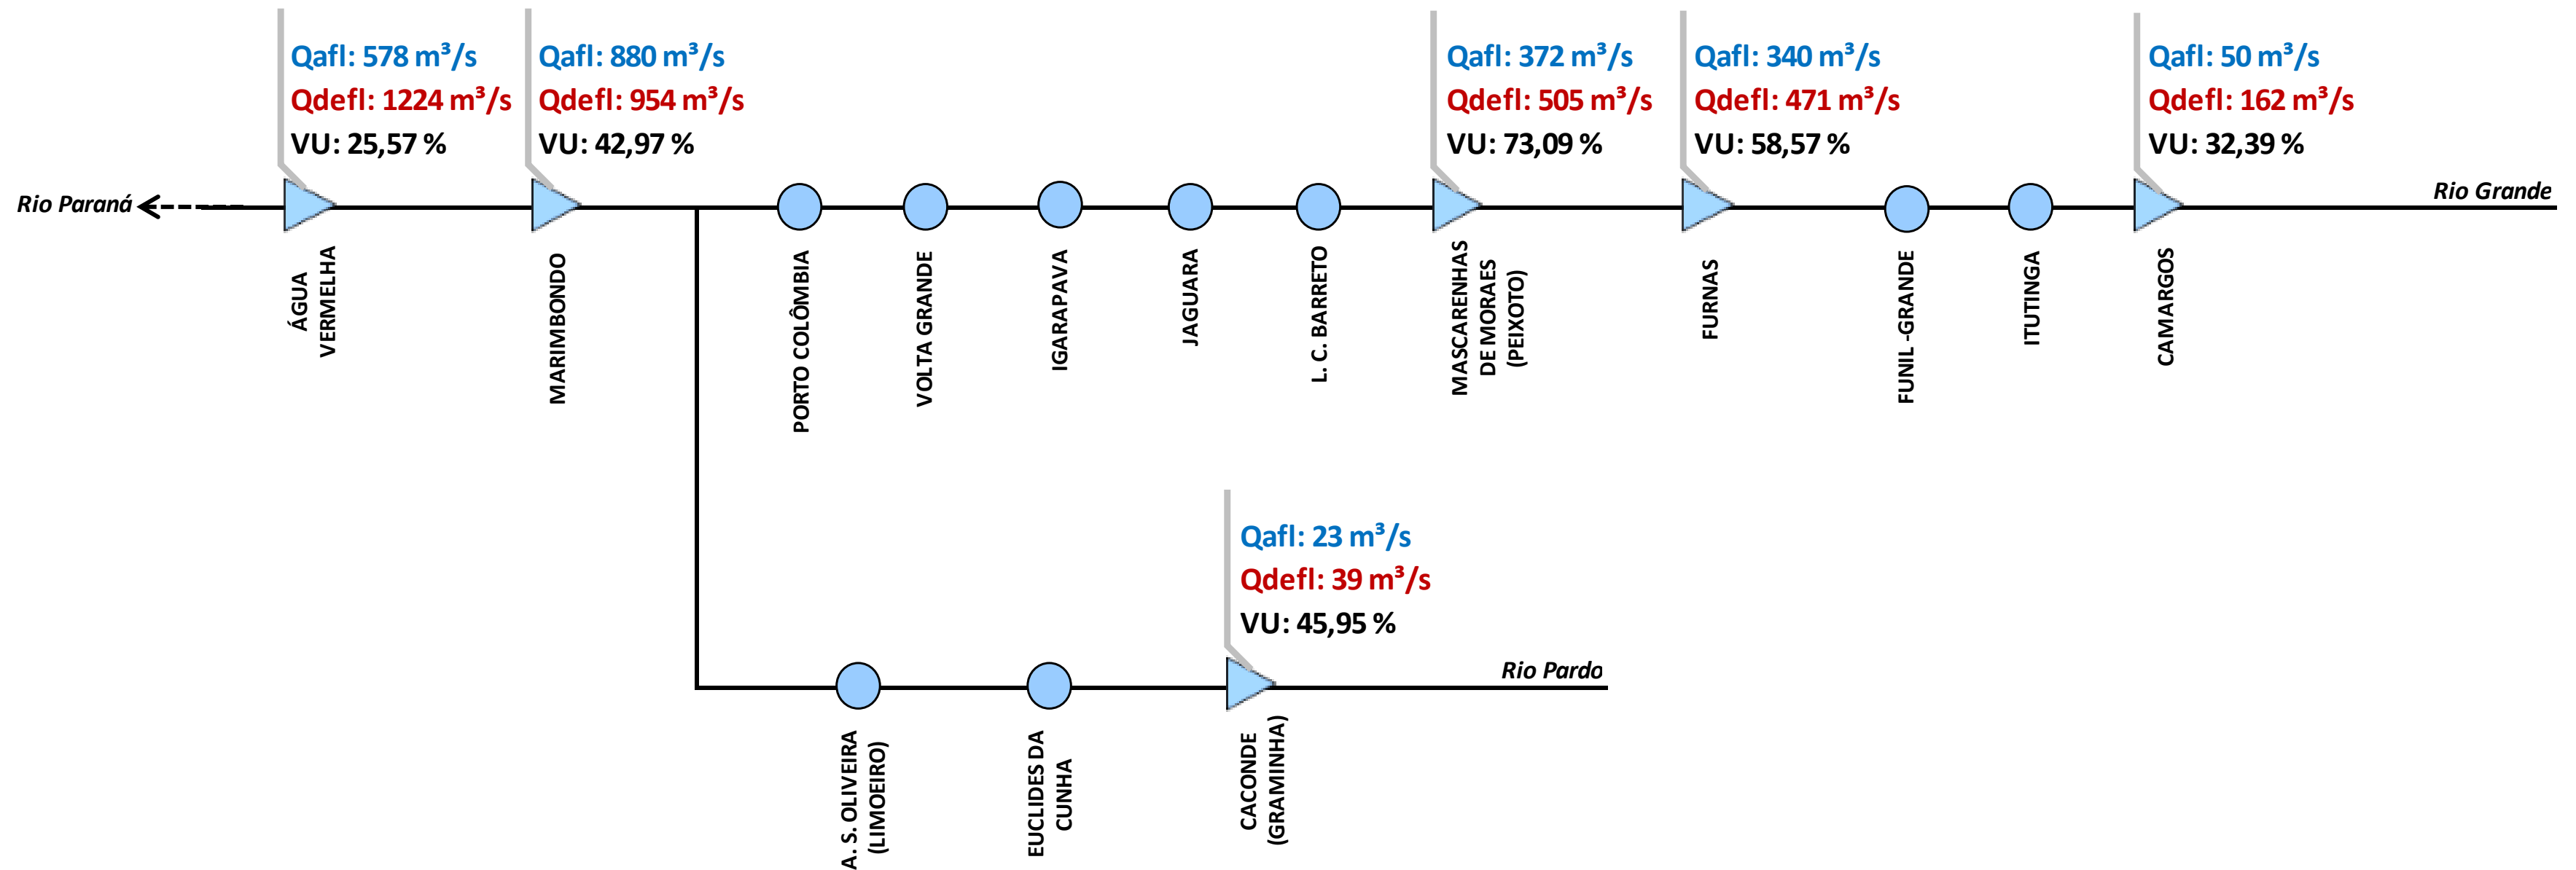 Qafl: 578 m³/s
Qdefl: 1224 m³/s
VU: 25,57 %
Qafl: 880 m³/s
Qdefl: 954 m³/s
VU: 42,97 %
Qafl: 372 m³/s
Qdefl: 505 m³/s
VU: 73,09 %
Qafl: 340 m³/s
Qdefl: 471 m³/s
VU: 58,57 %
Qafl: 50 m³/s
Qdefl: 162 m³/s
VU: 32,39 %
Rio Paraná
Rio Grande
ÁGUA
VERMELHA
MARIMBONDO
PORTO COLÔMBIA
VOLTA GRANDE
IGARAPAVA
JAGUARA
L. C. BARRETO
MASCARENHAS
DE MORAES
(PEIXOTO)
FURNAS
FUNIL -GRANDE
ITUTINGA
CAMARGOS
Qafl: 23 m³/s
Qdefl: 39 m³/s
VU: 45,95 %
Rio Pardo
A. S. OLIVEIRA
(LIMOEIRO)
EUCLIDES DA
CUNHA
CACONDE
(GRAMINHA)